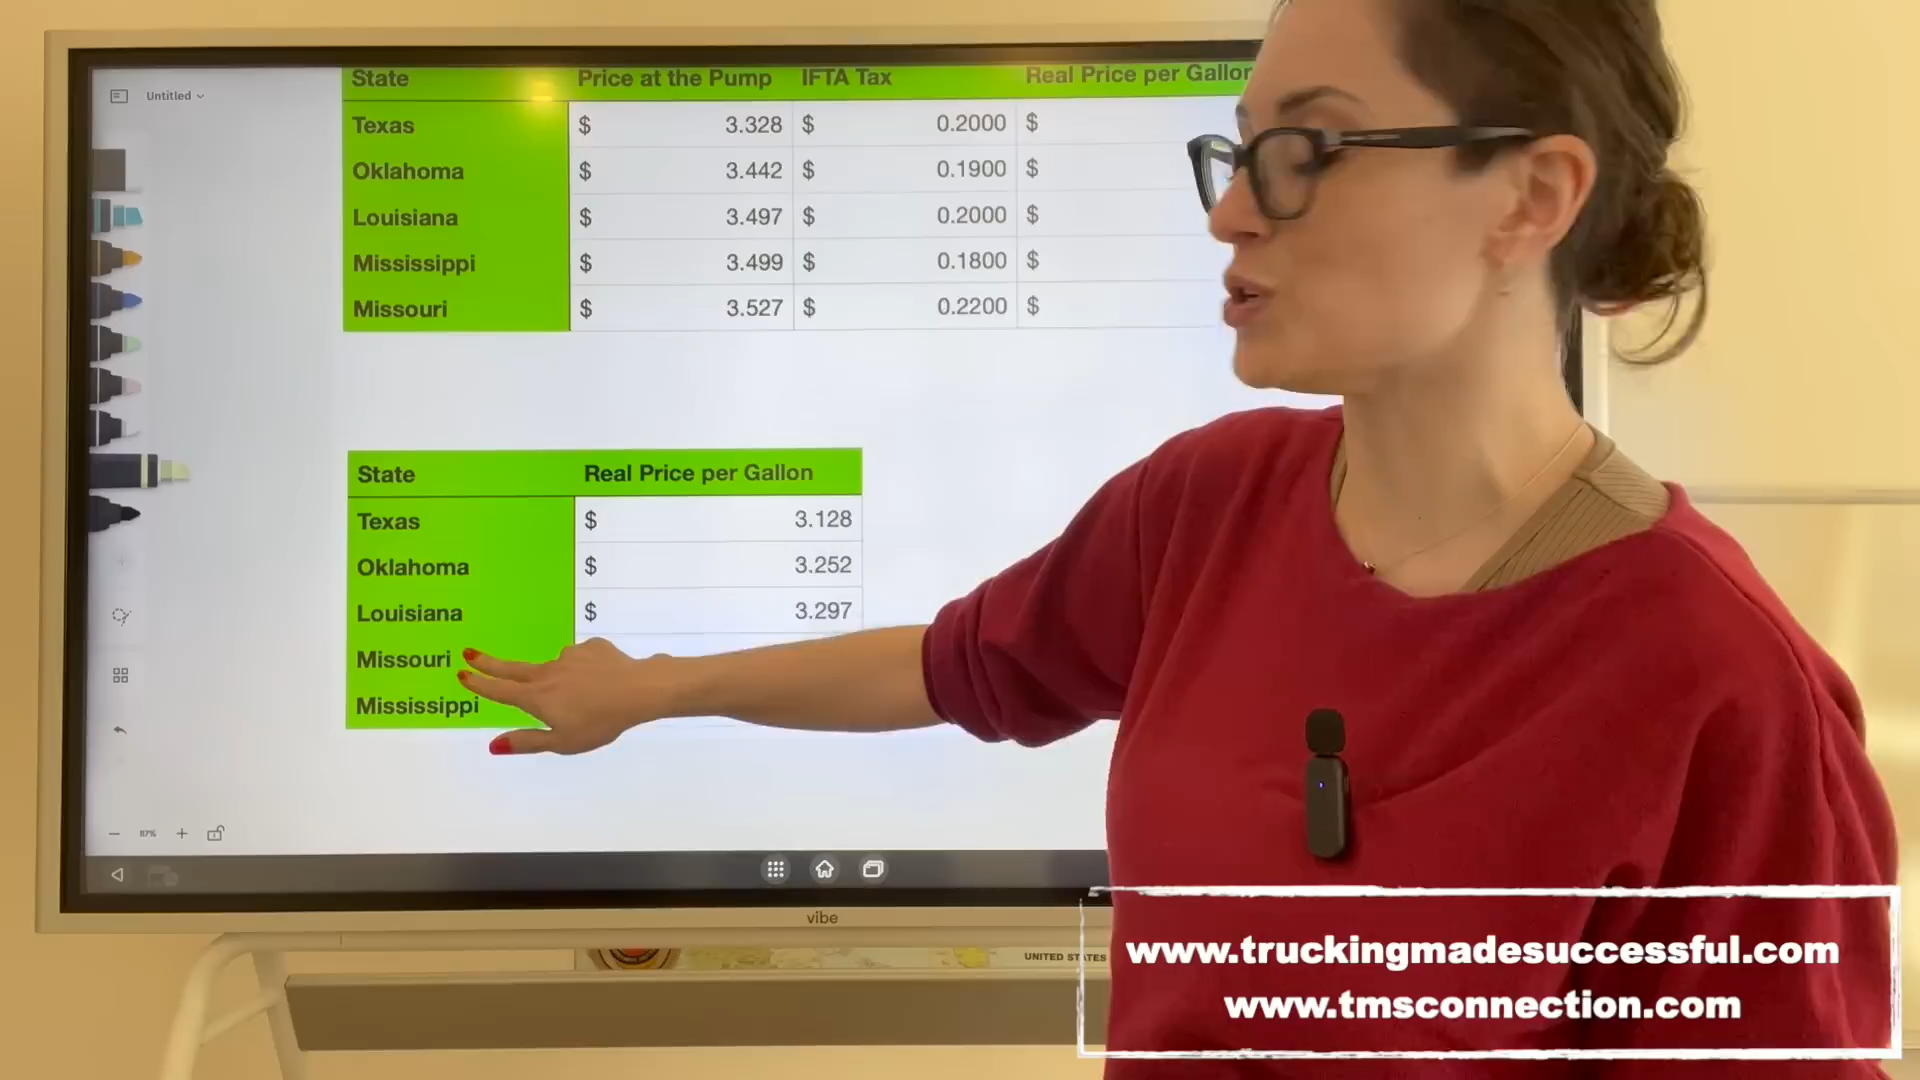 Untitled
State Price at the Pump IFTA Tax Real Price per Gallon
Texas $ 3.328 $ 0.2000 $
Oklahoma $ 3.442 $ 0.1900 $
Louisiana $ 3.497 $ 0.2000 $
Mississippi $ 3.499 $ 0.1800 $
Missouri $ 3.527 $ 0.2200 $
State Real Price per Gallon
Texas $ 3.128
Oklahoma $ 3.252
Louisiana $ 3.297
Missouri
Mississippi
87%
vibe
UNITED STATES
www.truckingmadesuccessful.com
www.tmsconnection.com